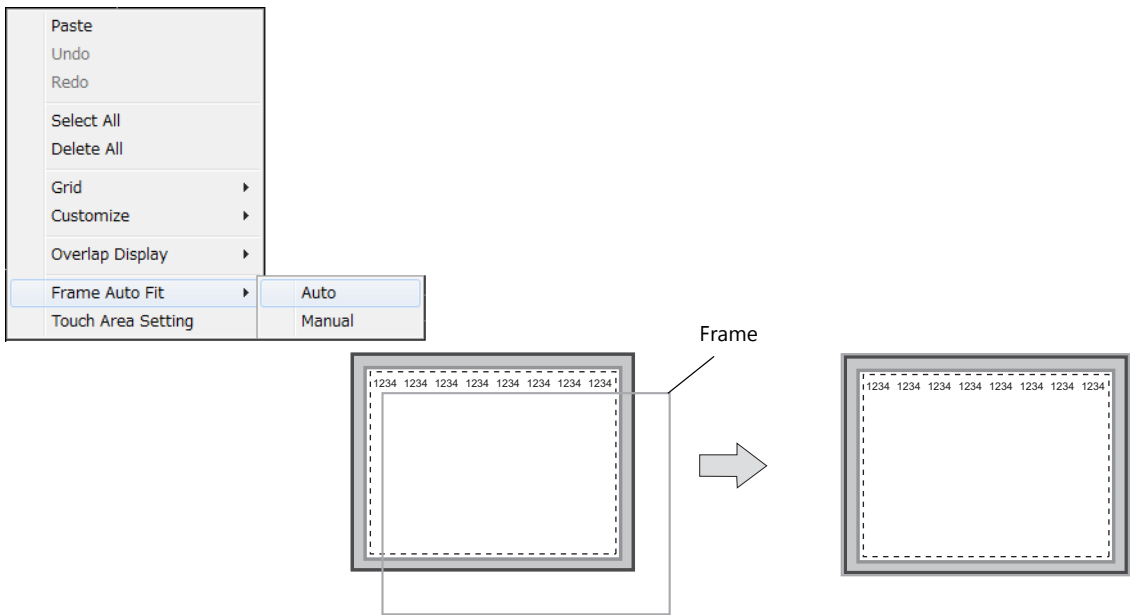 Paste
Undo
Redo
Select All
Delete All
Grid
Customize
Overlap Display
Frame Auto Fit
Auto
Touch Area Setting
Manual
Frame
1234 1234 1234 1234 1234 1234 1234 1234
1234 1234 1234 1234 1234 1234 1234 1234